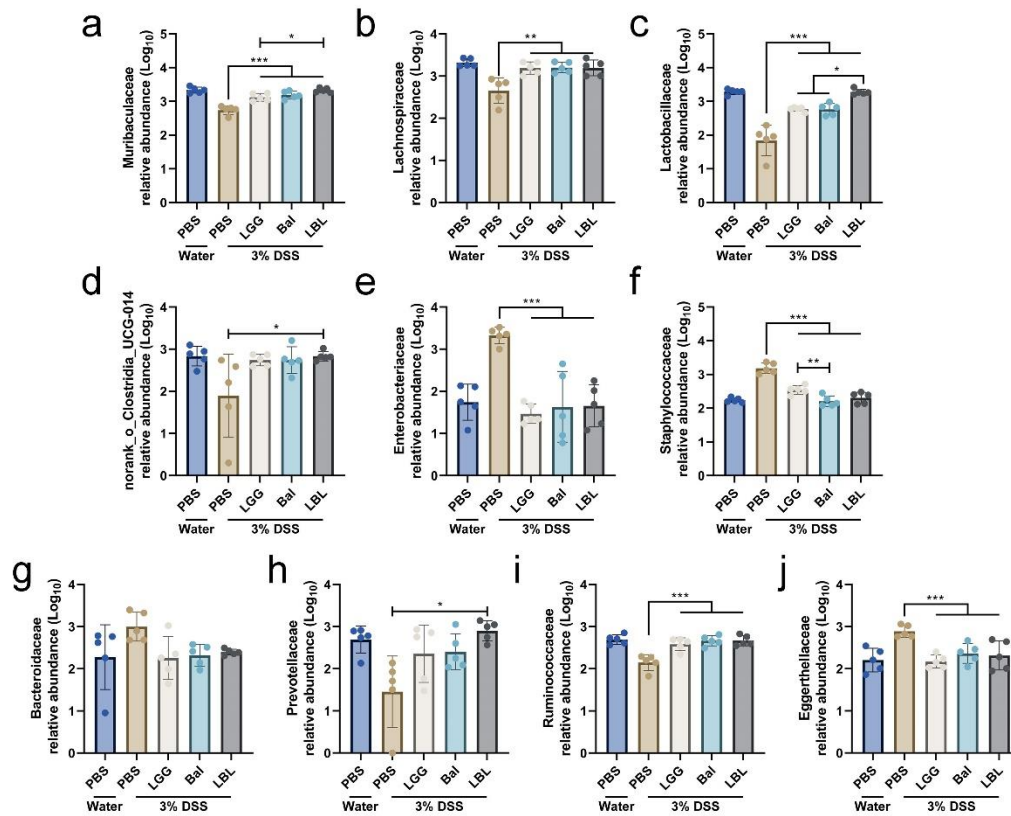 a
Muribaculaceae
relative abundance (Log10)
5
4
3
2
1
0
***
*
PBS
PBS
LGG
Bal
LBL
Water
3% DSS
b
Lachnospiraceae
relative abundance (Log10)
4
3
2
1
0
**
PBS
PBS
LGG
Bal
LBL
Water
3% DSS
c
Lactobacillaceae
relative abundance (Log10)
5
4
3
2
1
0
***
*
PBS
PBS
LGG
Bal
LBL
Water
3% DSS
d
norank_o_Clostridia_UCG-014
relative abundance (Log10)
4
3
2
1
0
*
PBS
PBS
LGG
Bal
LBL
Water
3% DSS
e
Enterobacteriaceae
relative abundance (Log10)
4
3
2
1
0
***
PBS
PBS
LGG
Bal
LBL
Water
3% DSS
f
Staphylococcaceae
relative abundance (Log10)
5
4
3
2
1
0
***
**
PBS
PBS
LGG
Bal
LBL
Water
3% DSS
g
Bacteroidaceae
relative abundance (Log10)
4
3
2
1
0
PBS
PBS
LGG
Bal
LBL
Water
3% DSS
h
Prevotellaceae
relative abundance (Log10)
4
3
2
1
0
*
PBS
PBS
LGG
Bal
LBL
Water
3% DSS
i
Ruminococcaceae
relative abundance (Log10)
4
3
2
1
0
***
PBS
PBS
LGG
Bal
LBL
Water
3% DSS
j
Eggerthellaceae
relative abundance (Log10)
4
3
2
1
0
***
PBS
PBS
LGG
Bal
LBL
Water
3% DSS